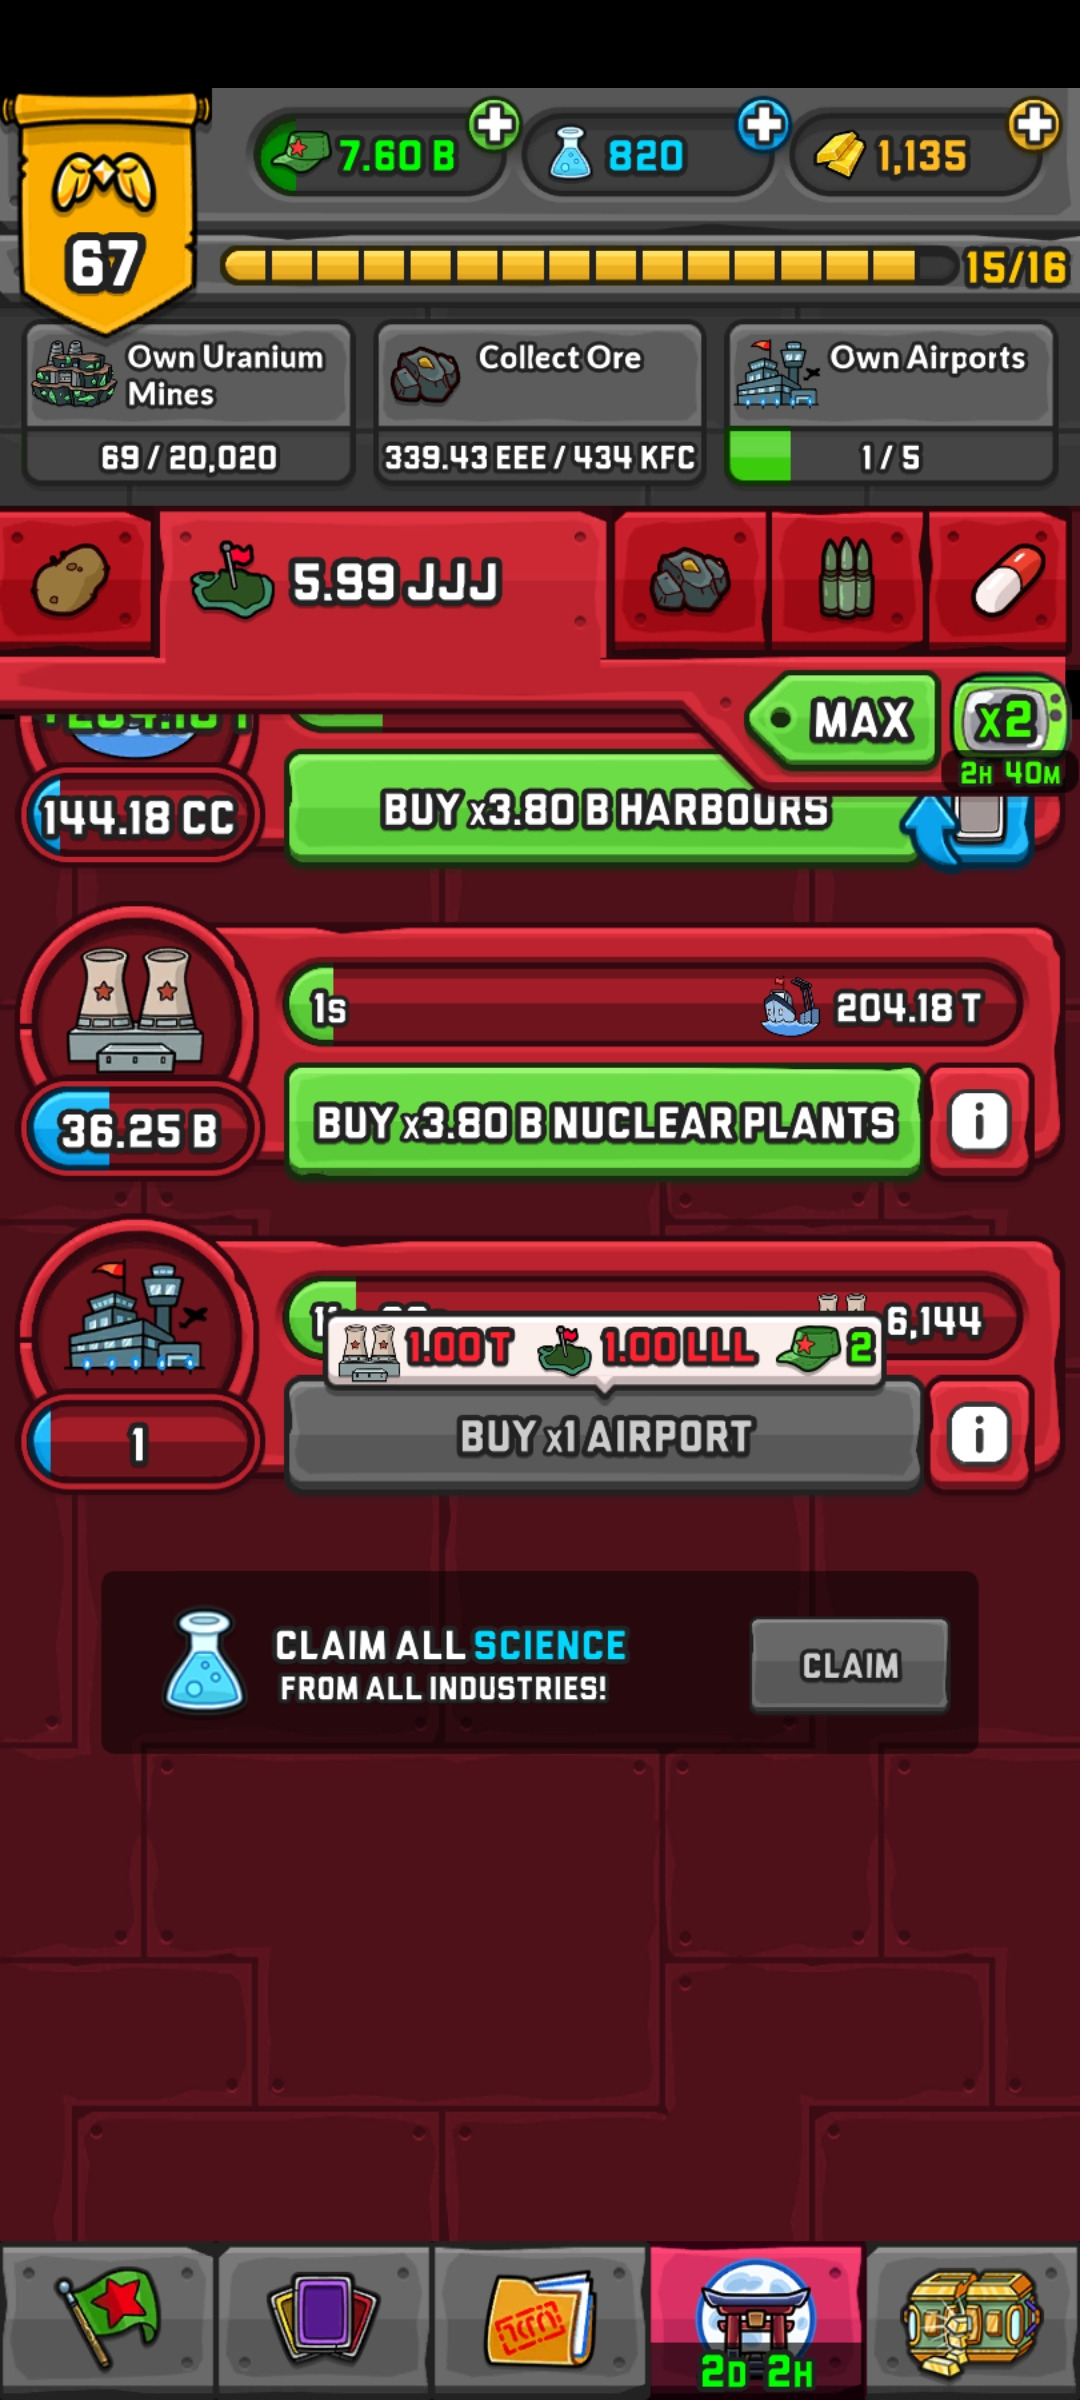 7.60 B
820
1,135
67
15/16
Own Uranium
Mines
69 / 20,020
Collect Ore
339.43 EEE / 434 KFC
Own Airports
1 / 5
5.99 JJJ
MAX
X2
2H 40M
144.18 CC
BUY x3.80 B HARBOURS
1s
204.18 T
36.25 B
BUY x3.80 B NUCLEAR PLANTS
i
6,144
1.00 T
1.00 LLL
2
1
BUY x1 AIRPORT
i
CLAIM ALL SCIENCE
FROM ALL INDUSTRIES!
CLAIM
2D 2H